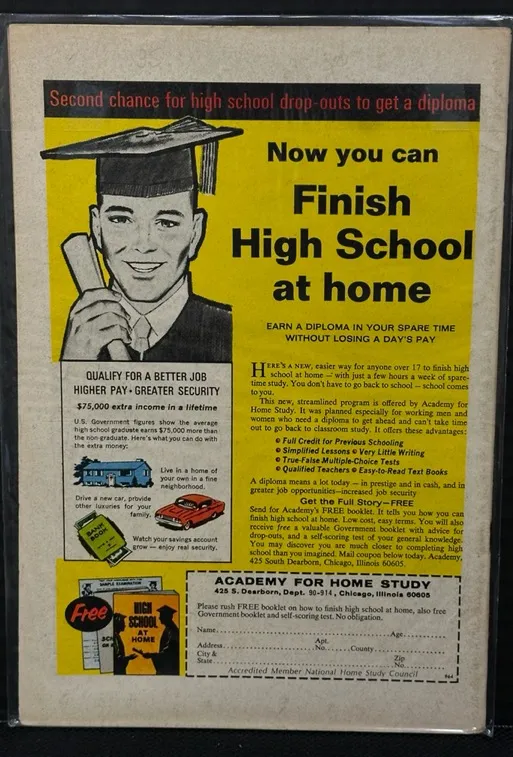 Second chance for high school drop-outs to get a diploma
Now you can
Finish
High School
at home
EARN A DIPLOMA IN YOUR SPARE TIME
WITHOUT LOSING A DAY'S PAY
QUALIFY FOR A BETTER JOB
HIGHER PAY • GREATER SECURITY
$75,000 extra income in a lifetime
U.S. Government figures show the average
high school graduate earns $75,000 more than
the non-graduate. Here's what you can do with
the extra money:
Live in a home of
your own in a fine
neighborhood.
Drive a new car, provide
other luxuries for your
family.
BANK
BOOK
Watch your savings account
grow — enjoy real security.
HERE'S A NEW, easier way for anyone over 17 to finish high
school at home — with just a few hours a week of spare-
time study. You don't have to go back to school — school comes
to you.
This new, streamlined program is offered by Academy for
Home Study. It was planned especially for working men and
women who need a diploma to get ahead and can't take time
out to go back to classroom study. It offers these advantages:
Full Credit for Previous Schooling
Simplified Lessons • Very Little Writing
True-False Multiple-Choice Tests
Qualified Teachers • Easy-to-Read Text Books
A diploma means a lot today — in prestige and in cash, and in
greater job opportunities—increased job security
Get the Full Story—FREE
Send for Academy's FREE booklet. It tells you how you can
finish high school at home. Low cost, easy terms. You will also
receive free a valuable Government booklet with advice for
drop-outs, and a self-scoring test of your general knowledge.
You may discover you are much closer to completing high
school than you imagined. Mail coupon below today. Academy,
425 South Dearborn, Chicago, Illinois 60605.
Free
SAMPLE EXAMINATION
HIGH
SCHOOL
AT
HOME
ACADEMY FOR HOME STUDY
425 S. Dearborn, Dept. 90-914, Chicago, Illinois 60605
Please rush FREE booklet on how to finish high school at home, also free
Government booklet and self-scoring test. No obligation.
Name Age
Address Apt. No. County
City & State Zip No.
Accredited Member National Home Study Council